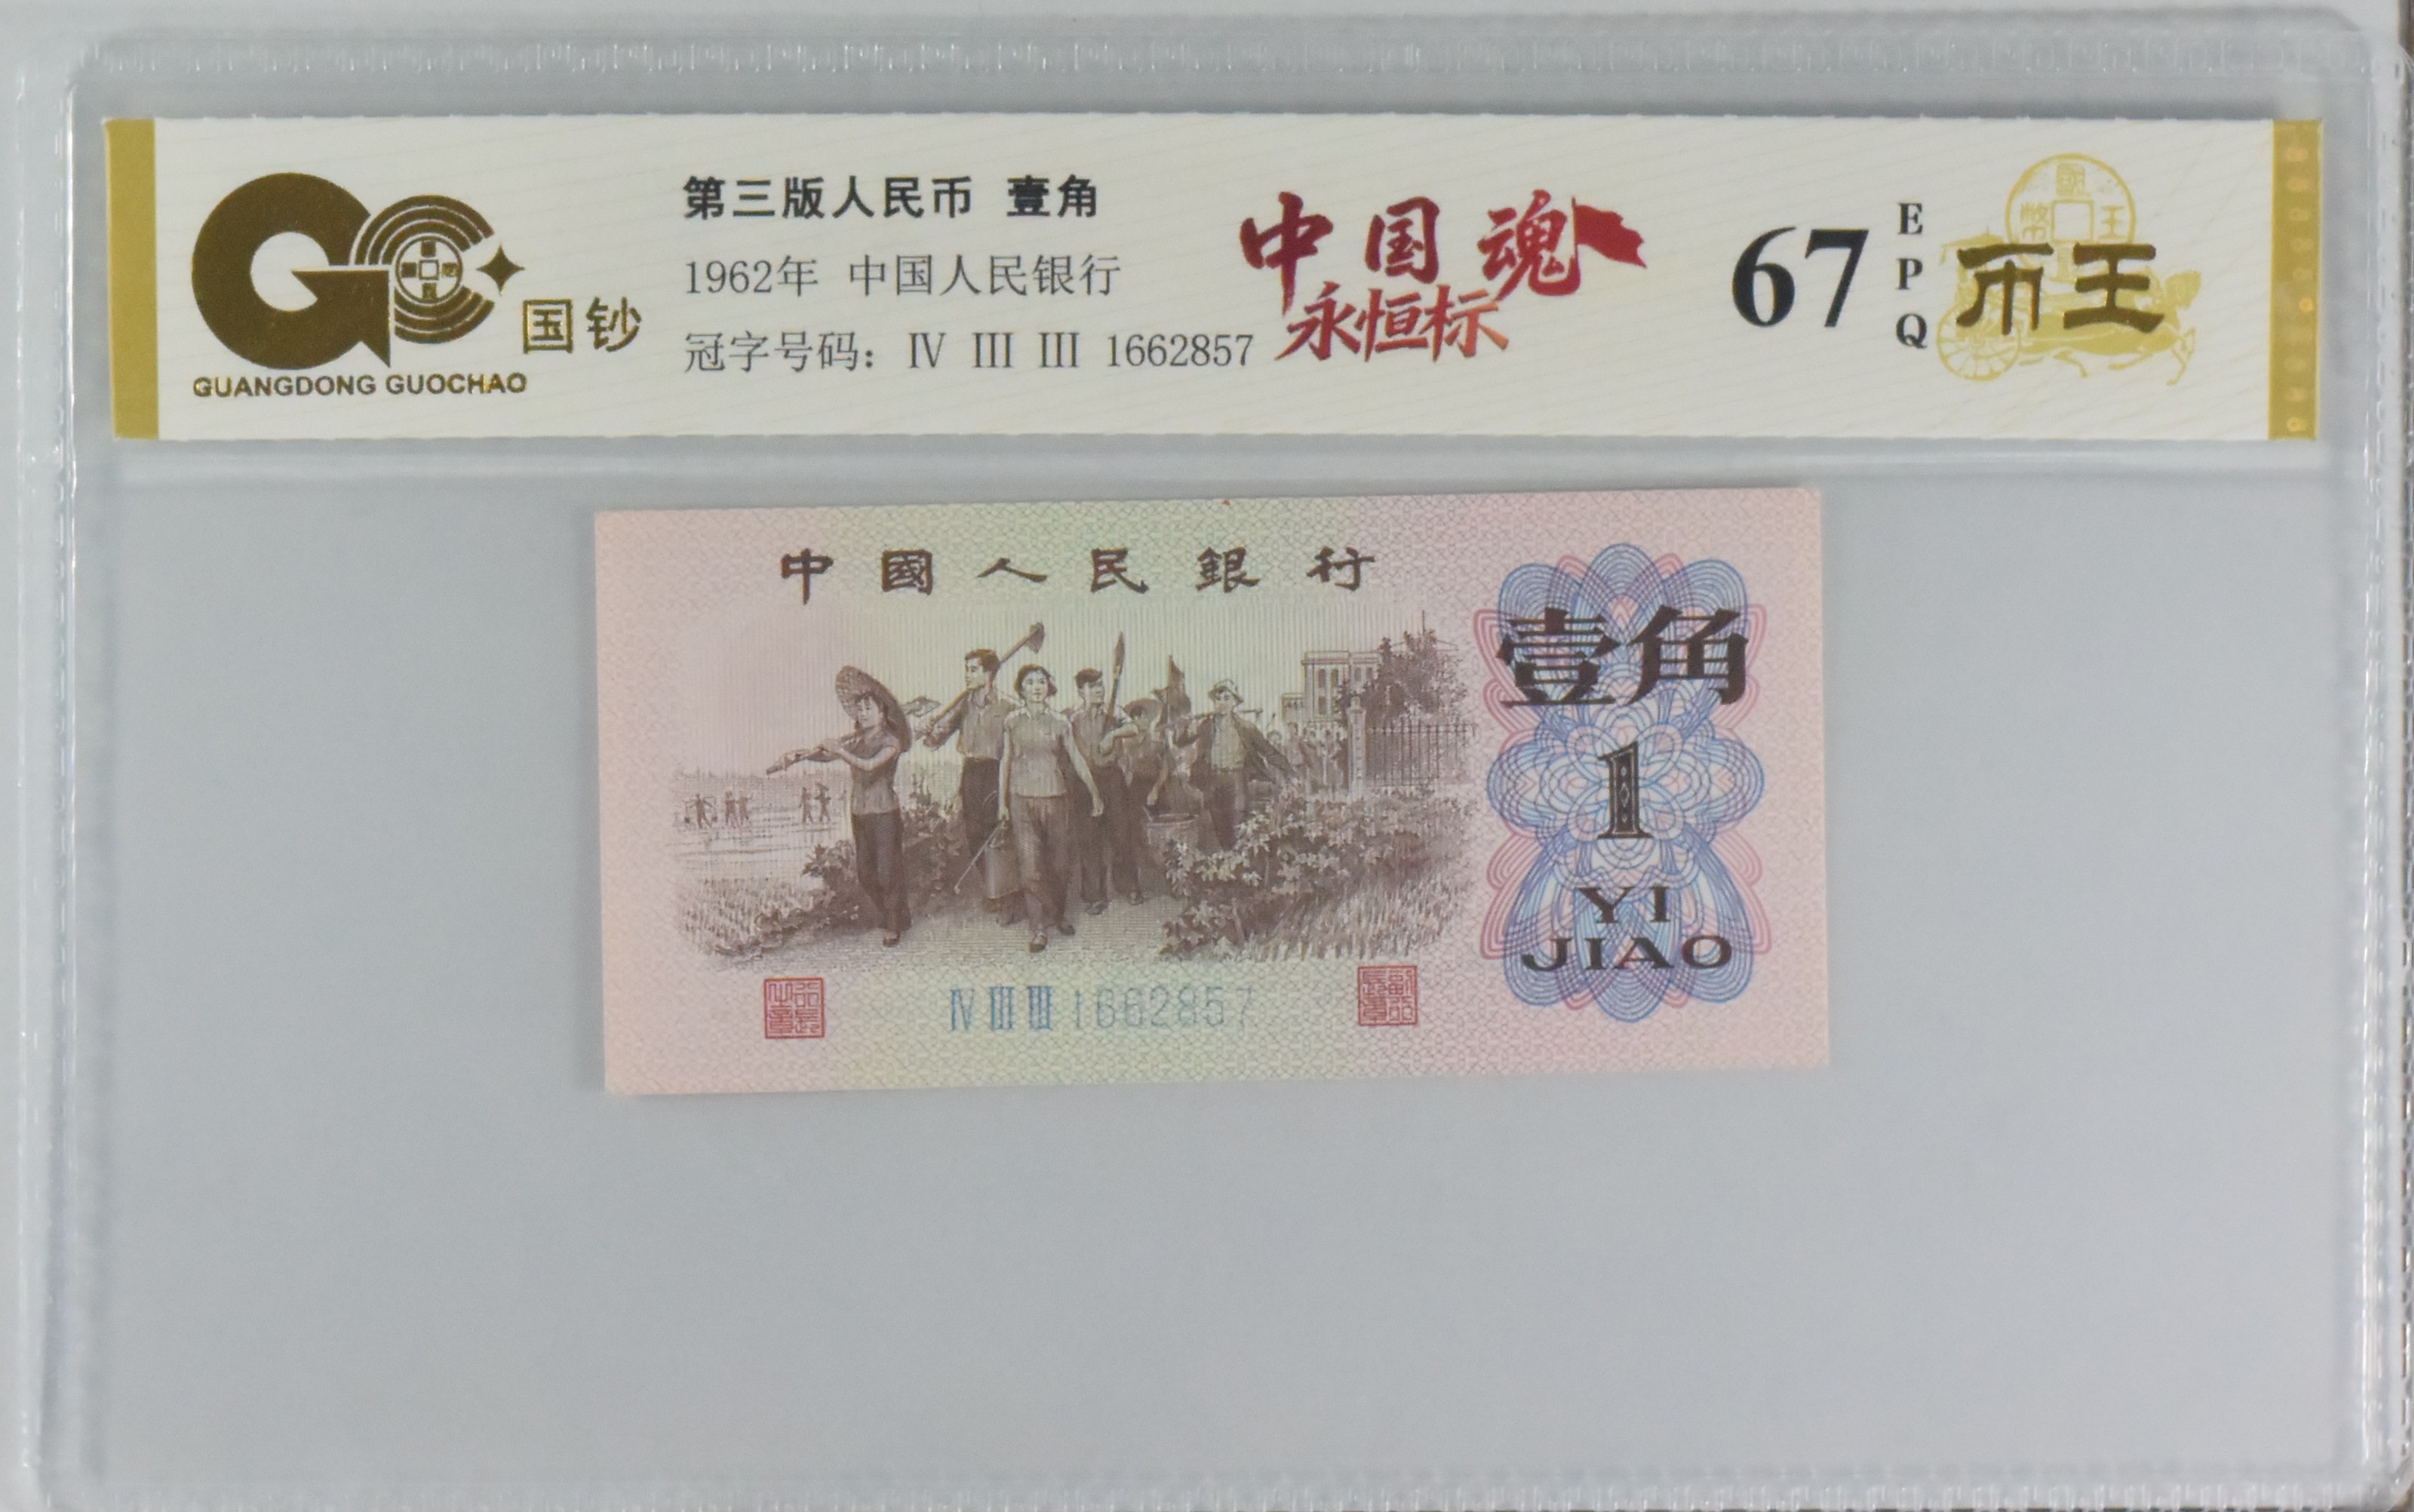 国钞
GUANGDONG GUOCHAO
第三版人民币 壹角
1962年 中国人民银行
冠字号码：Ⅳ Ⅲ Ⅲ 1662857
中国魂
永恒标
67
EPQ
币王
中國人民銀行
壹角
1
YI
JIAO
Ⅳ Ⅲ Ⅲ 1662857